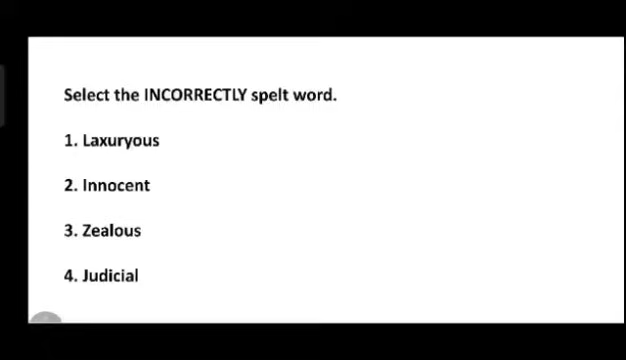 Select the INCORRECTLY spelt word.
1. Laxuryous
2. Innocent
3. Zealous
4. Judicial